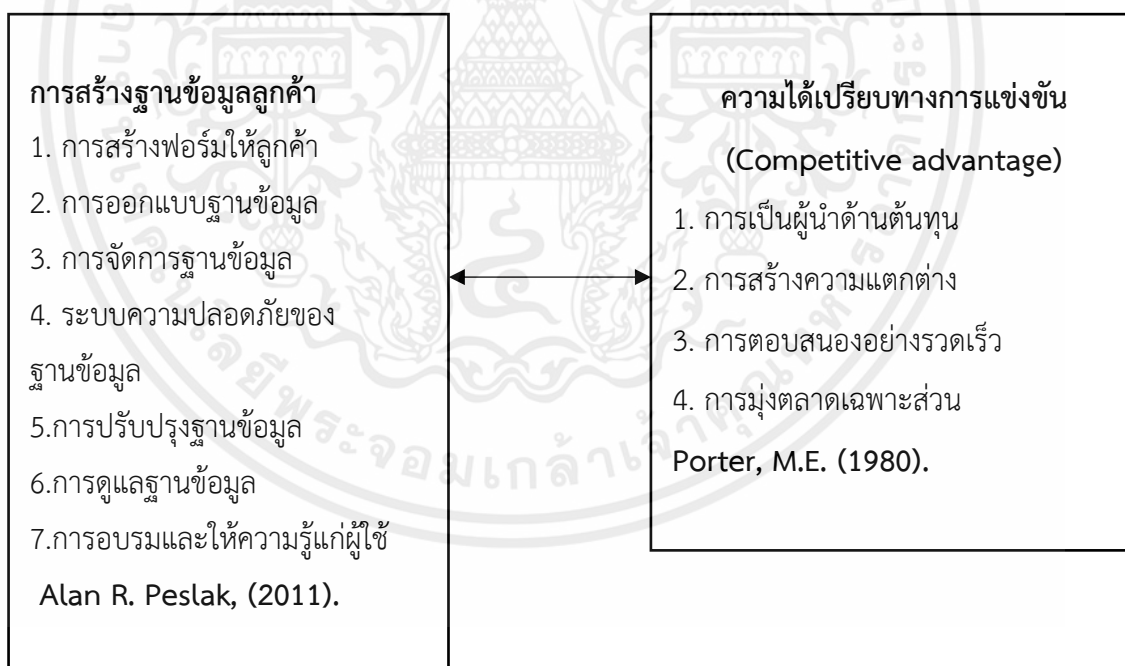 การสร้างฐานข้อมูลลูกค้า
1. การสร้างฟอร์มให้ลูกค้า
2. การออกแบบฐานข้อมูล
3. การจัดการฐานข้อมูล
4. ระบบความปลอดภัยของ
ฐานข้อมูล
5.การปรับปรุงฐานข้อมูล
6.การดูแลฐานข้อมูล
7.การอบรมและให้ความรู้แก่ผู้ใช้
Alan R. Peslak, (2011).
ความได้เปรียบทางการแข่งขัน
(Competitive advantage)
1. การเป็นผู้นำด้านต้นทุน
2. การสร้างความแตกต่าง
3. การตอบสนองอย่างรวดเร็ว
4. การมุ่งตลาดเฉพาะส่วน
Porter, M.E. (1980).